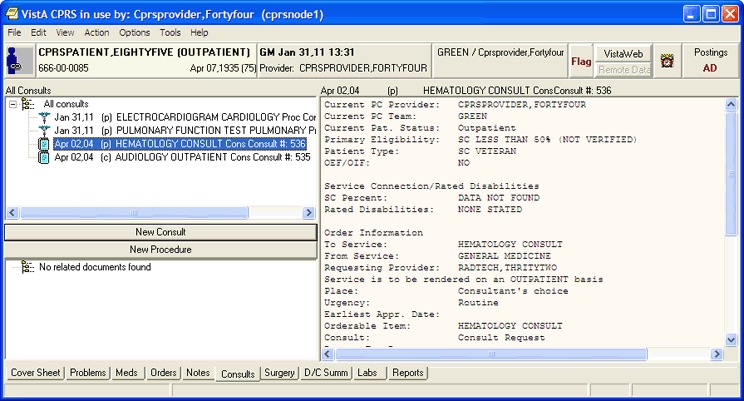 VistA CPRS in use by: Cprsprovider,Fortyfour (cprsnode1)
File Edit View Action Options Tools Help
CPRSPATIENT,EIGHTYFIVE (OUTPATIENT)
666-00-0085 Apr 07,1935 (75)
GM Jan 31,11 13:31
Provider: CPRSPROVIDER,FORTYFOUR
GREEN / Cprsprovider,Fortyfour
Flag
VistaWeb
Remote Data
Postings
AD
All Consults
All consults
Jan 31,11 (p) ELECTROCARDIOGRAM CARDIOLOGY Proc Con
Jan 31,11 (p) PULMONARY FUNCTION TEST PULMONARY P
Apr 02,04 (p) HEMATOLOGY CONSULT Cons Consult #: 536
Apr 02,04 (c) AUDIOLOGY OUTPATIENT Cons Consult #: 535
New Consult
New Procedure
No related documents found
Apr 02,04 (p) HEMATOLOGY CONSULT ConsConsult #: 536
Current PC Provider: CPRSPROVIDER,FORTYFOUR
Current PC Team: GREEN
Current Pat. Status: Outpatient
Primary Eligibility: SC LESS THAN 50% (NOT VERIFIED)
Patient Type: SC VETERAN
OEF/OIF: NO
Service Connection/Rated Disabilities
SC Percent: DATA NOT FOUND
Rated Disabilities: NONE STATED
Order Information
To Service: HEMATOLOGY CONSULT
From Service: GENERAL MEDICINE
Requesting Provider: RADTECH,THRITYTWO
Service is to be rendered on an OUTPATIENT basis
Place: Consultant's choice
Urgency: Routine
Earliest Appr. Date:
Orderable Item: HEMATOLOGY CONSULT
Consult: Consult Request
Cover Sheet Problems Meds Orders Notes Consults Surgery D/C Summ Labs Reports